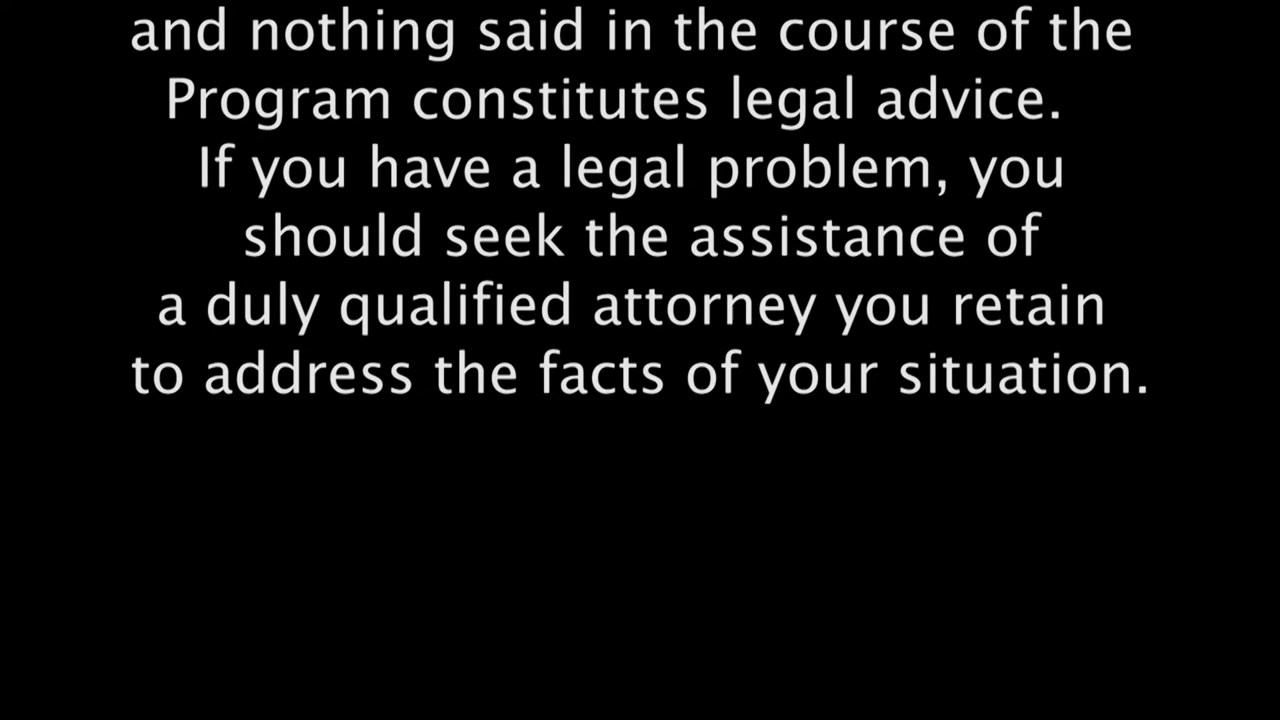 and nothing said in the course of the
Program constitutes legal advice.
If you have a legal problem, you
should seek the assistance of
a duly qualified attorney you retain
to address the facts of your situation.